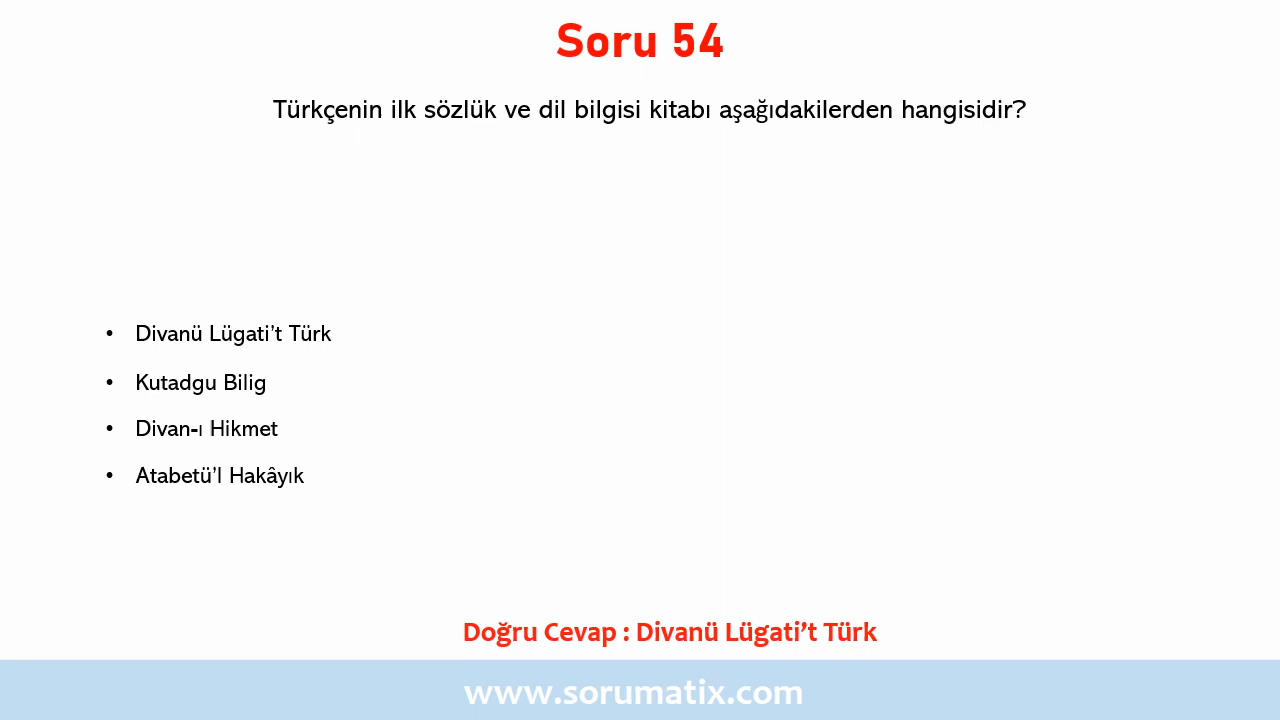 Soru 54
Türkçenin ilk sözlük ve dil bilgisi kitabı aşağıdakilerden hangisidir?
• Divanü Lügati’t Türk
• Kutadgu Bilig
• Divan-ı Hikmet
• Atabetü’l Hakâyık
Doğru Cevap : Divanü Lügati’t Türk
www.sorumatix.com